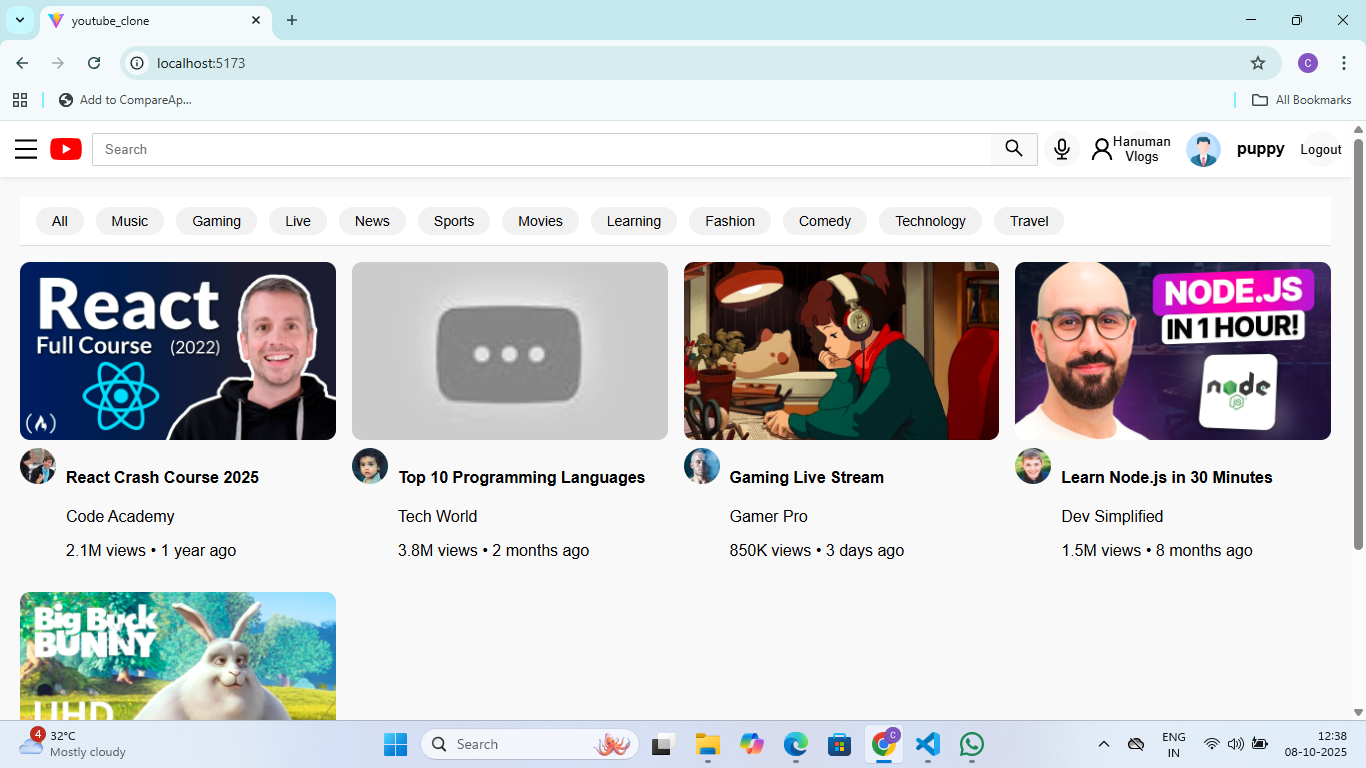 youtube_clone
localhost:5173
Add to CompareAp...
All Bookmarks
C
Search
Hanuman
Vlogs
puppy
Logout
All
Music
Gaming
Live
News
Sports
Movies
Learning
Fashion
Comedy
Technology
Travel
React
Full Course (2022)
NODE.JS
IN 1 HOUR!
node
JS
React Crash Course 2025
Code Academy
2.1M views • 1 year ago
Top 10 Programming Languages
Tech World
3.8M views • 2 months ago
Gaming Live Stream
Gamer Pro
850K views • 3 days ago
Learn Node.js in 30 Minutes
Dev Simplified
1.5M views • 8 months ago
Big Buck
BUNNY
UHD
4
32°C
Mostly cloudy
Search
C
ENG
IN
12:38
08-10-2025